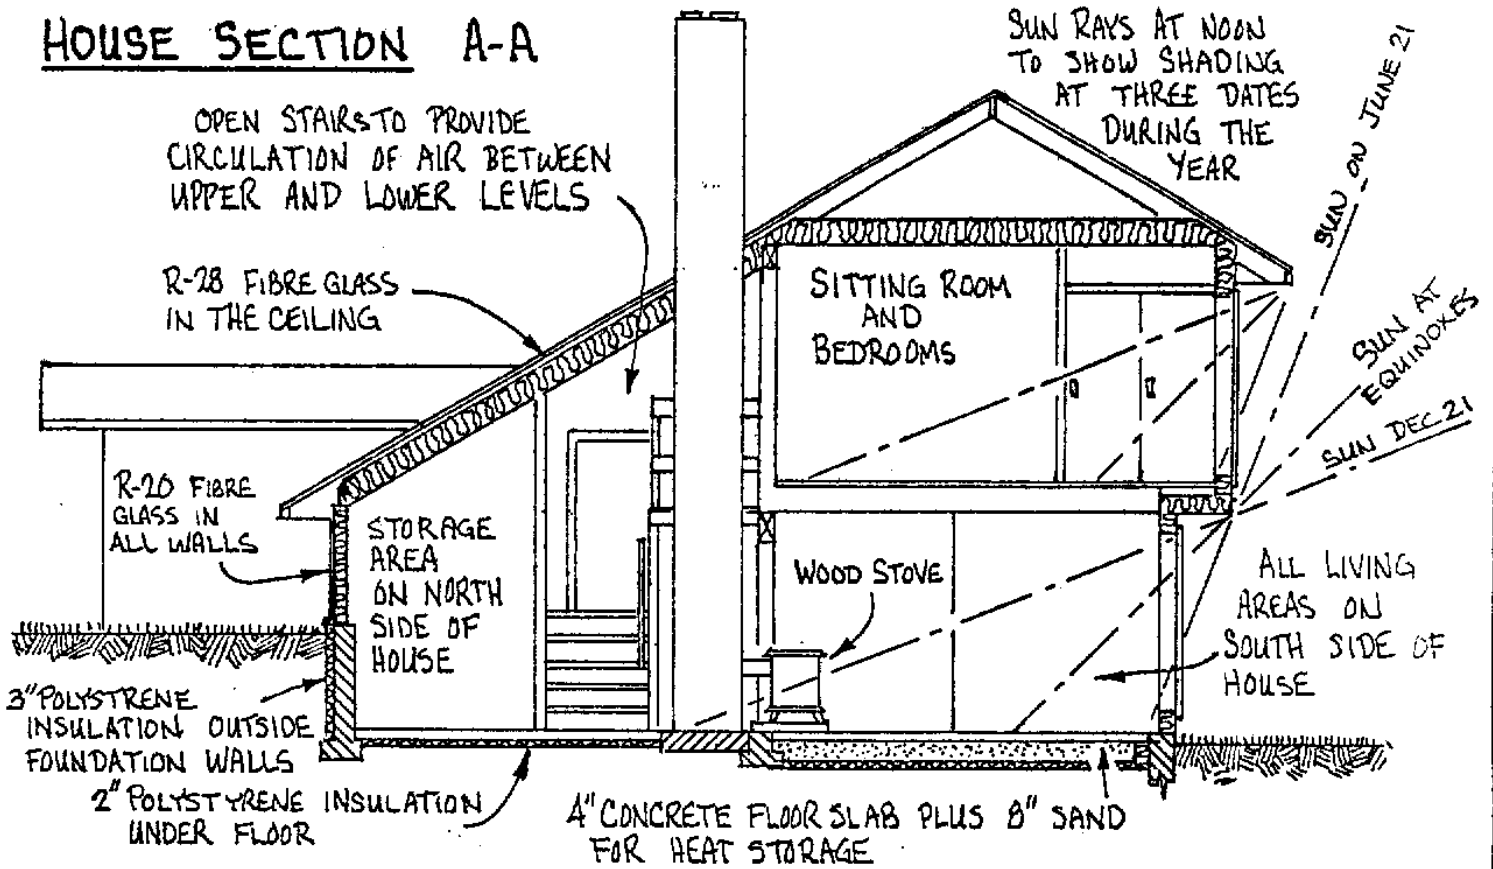 HOUSE SECTION A-A
SUN RAYS AT NOON
TO SHOW SHADING
AT THREE DATES
DURING THE
YEAR
SUN ON JUNE 21
OPEN STAIRS TO PROVIDE
CIRCULATION OF AIR BETWEEN
UPPER AND LOWER LEVELS
R-28 FIBRE GLASS
IN THE CEILING
SITTING ROOM
AND
BEDROOMS
SUN AT
EQUINOXES
SUN DEC. 21
R-20 FIBRE
GLASS IN
ALL WALLS
STORAGE
AREA
ON NORTH
SIDE OF
HOUSE
WOOD STOVE
ALL LIVING
AREAS ON
SOUTH SIDE OF
HOUSE
3" POLYSTRENE
INSULATION OUTSIDE
FOUNDATION WALLS
2" POLYSTYRENE INSULATION
UNDER FLOOR
4" CONCRETE FLOOR SLAB PLUS 8" SAND
FOR HEAT STORAGE